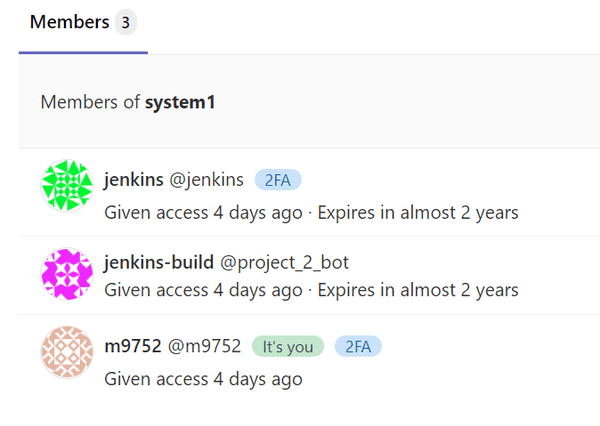 Members 3
Members of system1
jenkins @jenkins 2FA
Given access 4 days ago · Expires in almost 2 years
jenkins-build @project_2_bot
Given access 4 days ago · Expires in almost 2 years
m9752 @m9752 It's you 2FA
Given access 4 days ago